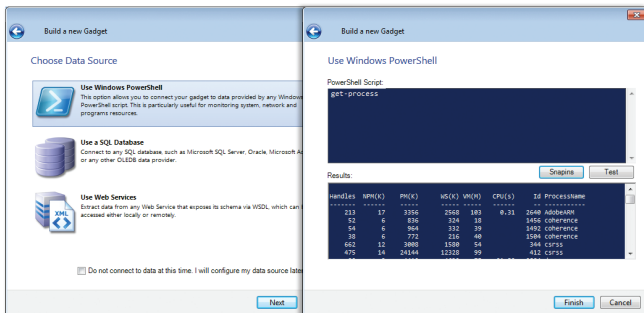 Build a new Gadget
Choose Data Source
Use Windows PowerShell
This option allows you to connect your gadget to data provided by any Windows
PowerShell script. This is particularly useful for monitoring system, network and
programs resources.
Use a SQL Database
Connect to any SQL database, such as Microsoft SQL Server, Oracle, Microsoft Ac
or any other OLEDB data provider.
Use Web Services
Extract data from any Web Service that exposes its schema via WSDL, which can b
accessed either locally or remotely.
XML
Do not connect to data at this time. I will configure my data source later
Next
Build a new Gadget
Use Windows PowerShell
PowerShell Script:
get-process
Snapins Test
Results:
Handles NPM(K) PM(K) WS(K) VM(M) CPU(s) Id ProcessName
------- ------ ----- ----- ----- ------ -- -----------
213 17 3356 2568 103 0.31 2640 AdobeARM
52 6 836 324 18 1456 coherence
54 6 964 332 39 1492 coherence
38 6 772 216 40 1504 coherence
662 12 3008 1580 54 344 csrss
475 14 24144 12328 99 412 csrss
Finish Cancel